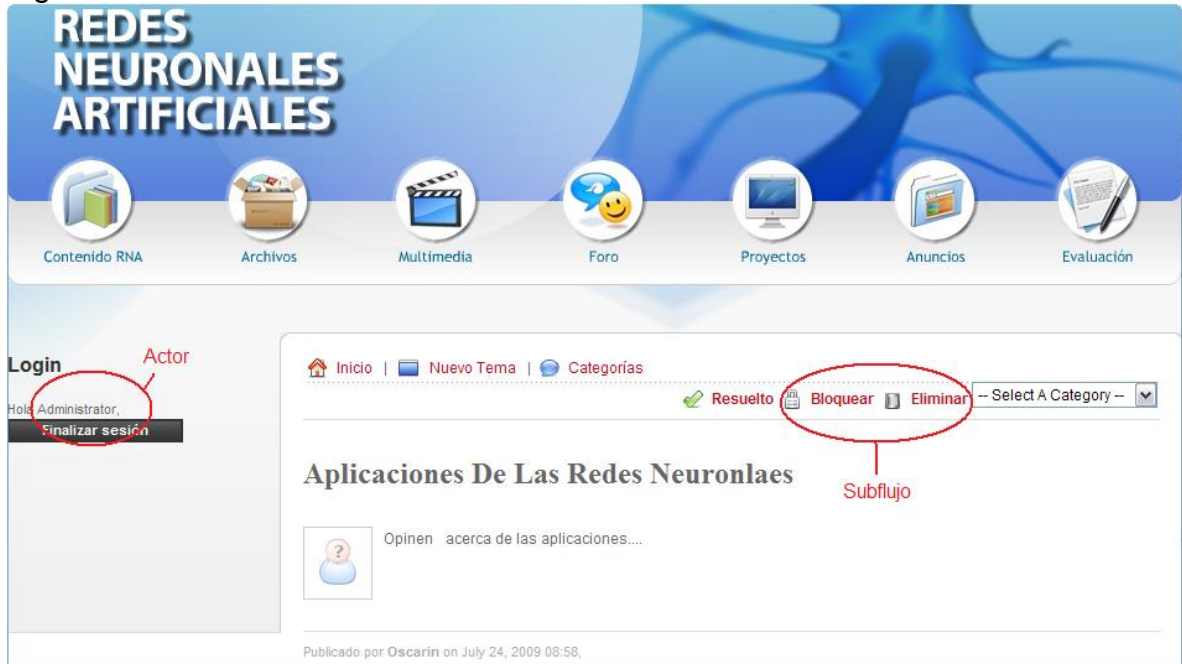 REDES
NEURONALES
ARTIFICIALES
Contenido RNA Archivos Multimedia Foro Proyectos Anuncios Evaluación
Login
Actor
Hola Administrator,
Finalizar sesión
Inicio | Nuevo Tema | Categorías
Resuelto Bloquear Eliminar -- Select A Category --
Aplicaciones De Las Redes Neuronlaes
Subflujo
Opinen acerca de las aplicaciones....
Publicado por Oscarin on July 24, 2009 08:58,